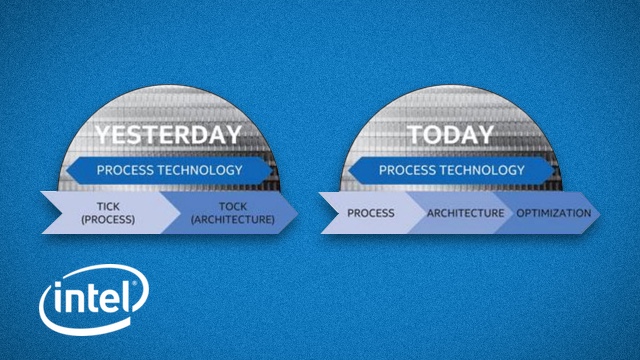 YESTERDAY
PROCESS TECHNOLOGY
TICK
(PROCESS)
TOCK
(ARCHITECTURE)
TODAY
PROCESS TECHNOLOGY
PROCESS
ARCHITECTURE
OPTIMIZATION
intel®